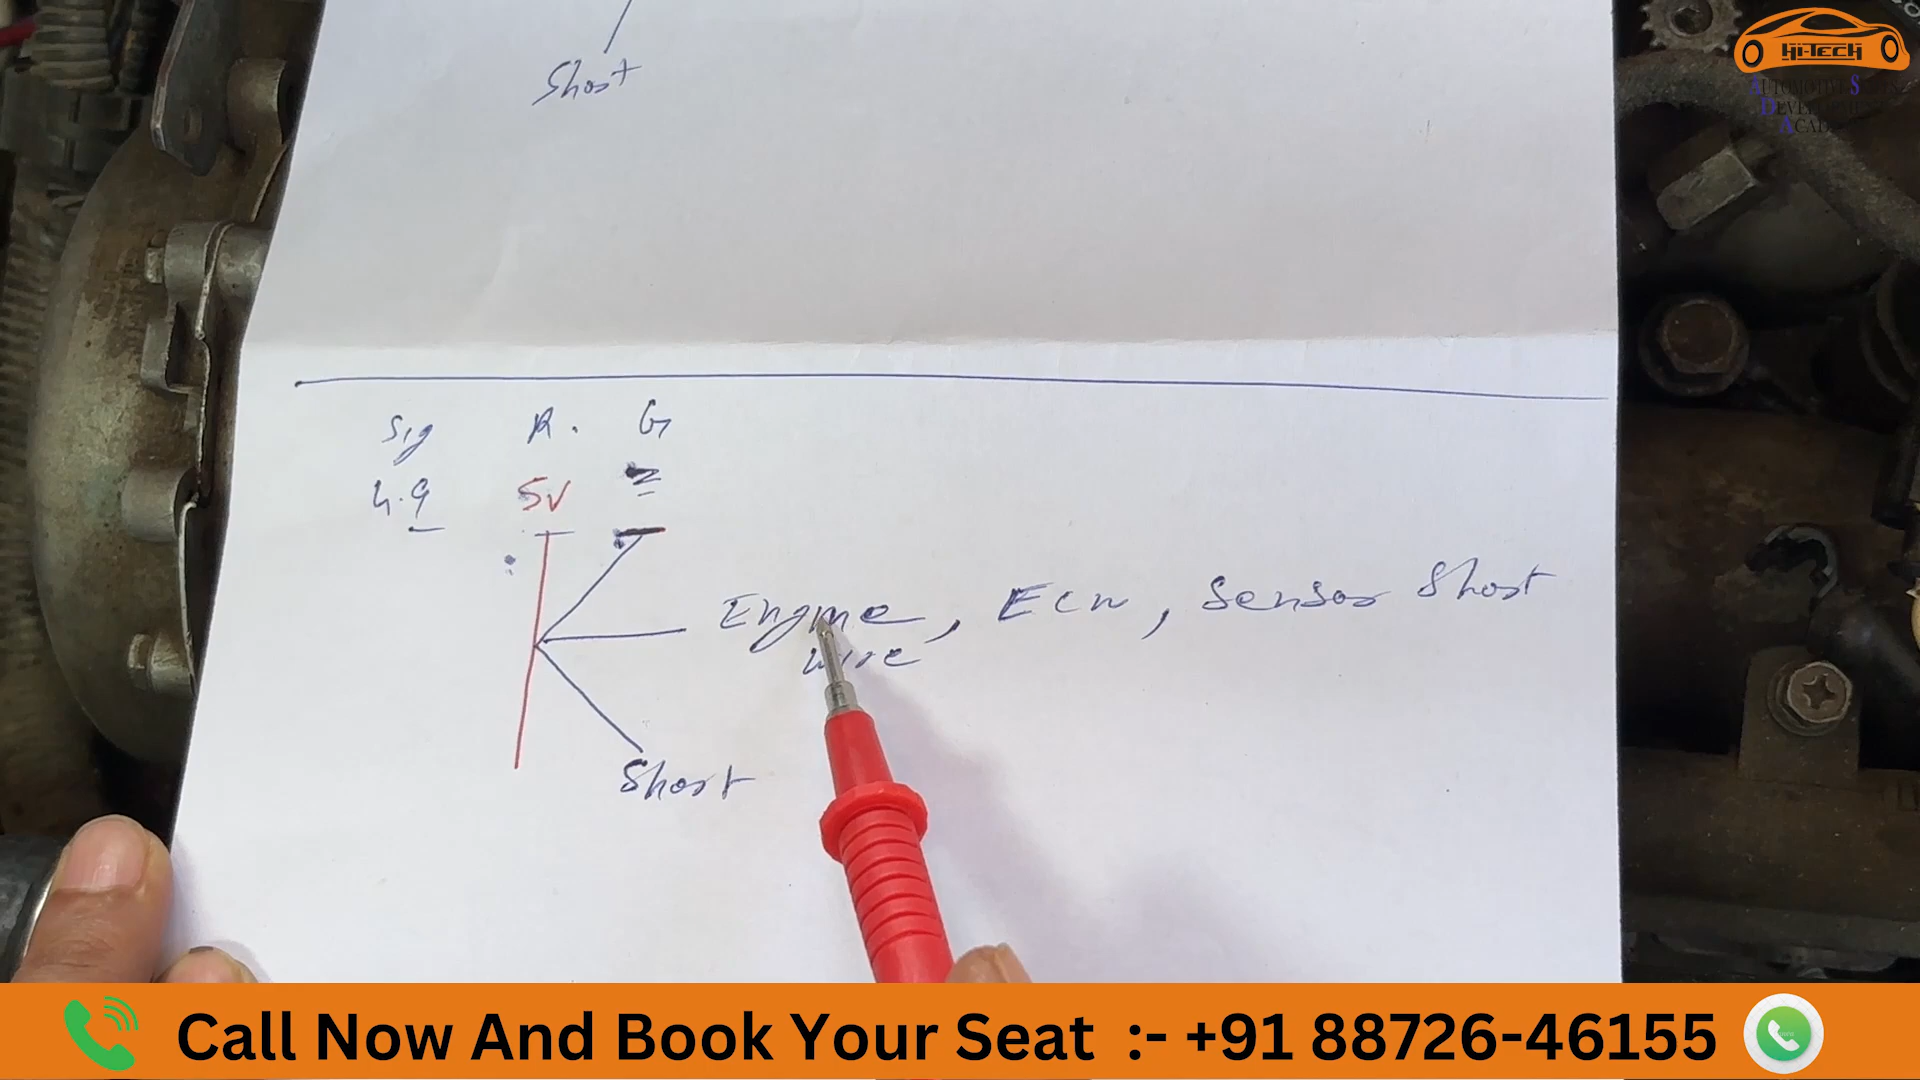 Short
Hi-Tech
Sig R. G
4.9 5V
Engine, Ecu, Sensor Short
wire
Short
Call Now And Book Your Seat :- +91 88726-46155